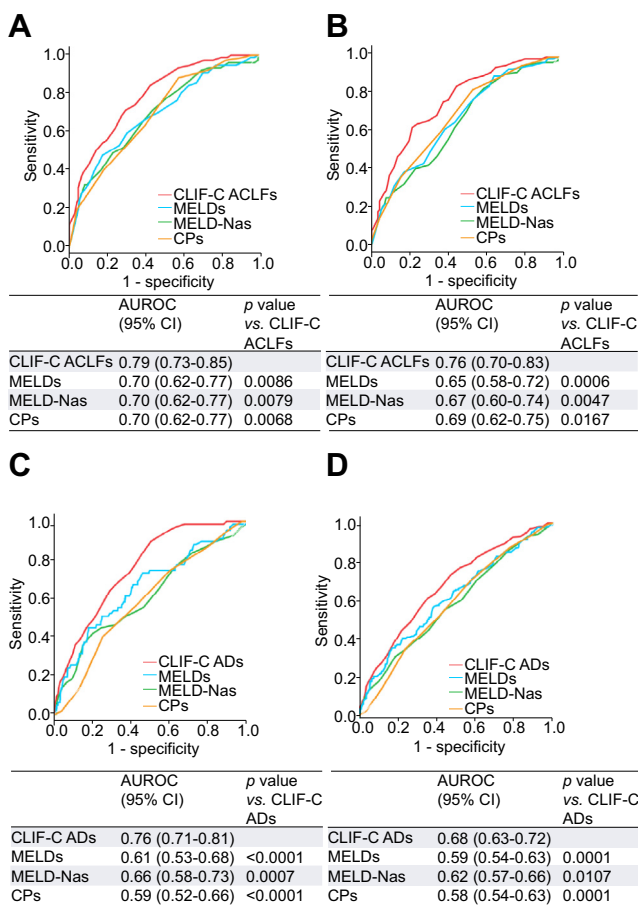 A
1.0
0.8
0.6
0.4
0.2
0.0
Sensitivity
CLIF-C ACLFs
MELDs
MELD-Nas
CPs
0.0 0.2 0.4 0.6 0.8 1.0
1 - specificity
AUROC (95% CI) p value vs. CLIF-C ACLFs
CLIF-C ACLFs 0.79 (0.73-0.85)
MELDs 0.70 (0.62-0.77) 0.0086
MELD-Nas 0.70 (0.62-0.77) 0.0079
CPs 0.70 (0.62-0.77) 0.0068
B
1.0
0.8
0.6
0.4
0.2
0.0
Sensitivity
CLIF-C ACLFs
MELDs
MELD-Nas
CPs
0.0 0.2 0.4 0.6 0.8 1.0
1 - specificity
AUROC (95% CI) p value vs. CLIF-C ACLFs
CLIF-C ACLFs 0.76 (0.70-0.83)
MELDs 0.65 (0.58-0.72) 0.0006
MELD-Nas 0.67 (0.60-0.74) 0.0047
CPs 0.69 (0.62-0.75) 0.0167
C
1.0
0.8
0.6
0.4
0.2
0.0
Sensitivity
CLIF-C ADs
MELDs
MELD-Nas
CPs
0.0 0.2 0.4 0.6 0.8 1.0
1 - specificity
AUROC (95% CI) p value vs. CLIF-C ADs
CLIF-C ADs 0.76 (0.71-0.81)
MELDs 0.61 (0.53-0.68) <0.0001
MELD-Nas 0.66 (0.58-0.73) 0.0007
CPs 0.59 (0.52-0.66) <0.0001
D
1.0
0.8
0.6
0.4
0.2
0.0
Sensitivity
CLIF-C ADs
MELDs
MELD-Nas
CPs
0.0 0.2 0.4 0.6 0.8 1.0
1 - specificity
AUROC (95% CI) p value vs. CLIF-C ADs
CLIF-C ADs 0.68 (0.63-0.72)
MELDs 0.59 (0.54-0.63) 0.0001
MELD-Nas 0.62 (0.57-0.66) 0.0107
CPs 0.58 (0.54-0.63) 0.0001